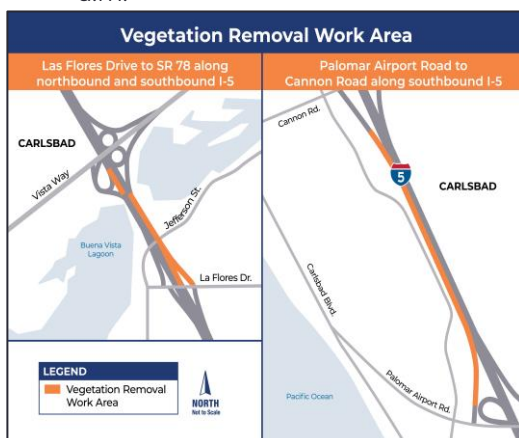 Vegetation Removal Work Area
Las Flores Drive to SR 78 along
northbound and southbound I-5
Palomar Airport Road to
Cannon Road along southbound I-5
CARLSBAD
Vista Way
Jefferson St.
Buena Vista
Lagoon
La Flores Dr.
LEGEND
Vegetation Removal
Work Area
NORTH
Not to Scale
Cannon Rd.
5
CARLSBAD
Carlsbad Blvd.
Palomar Airport Rd.
Pacific Ocean